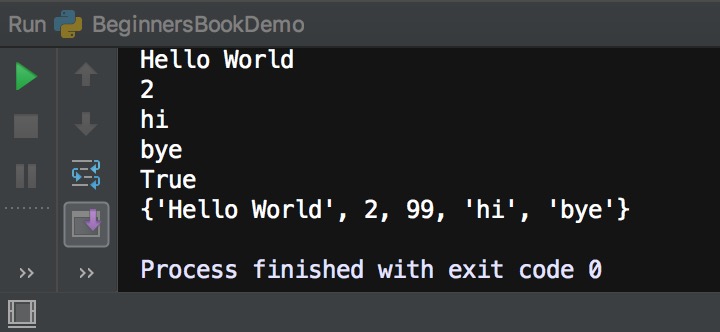 Run BeginnersBookDemo
Hello World
2
hi
bye
True
{'Hello World', 2, 99, 'hi', 'bye'}
Process finished with exit code 0